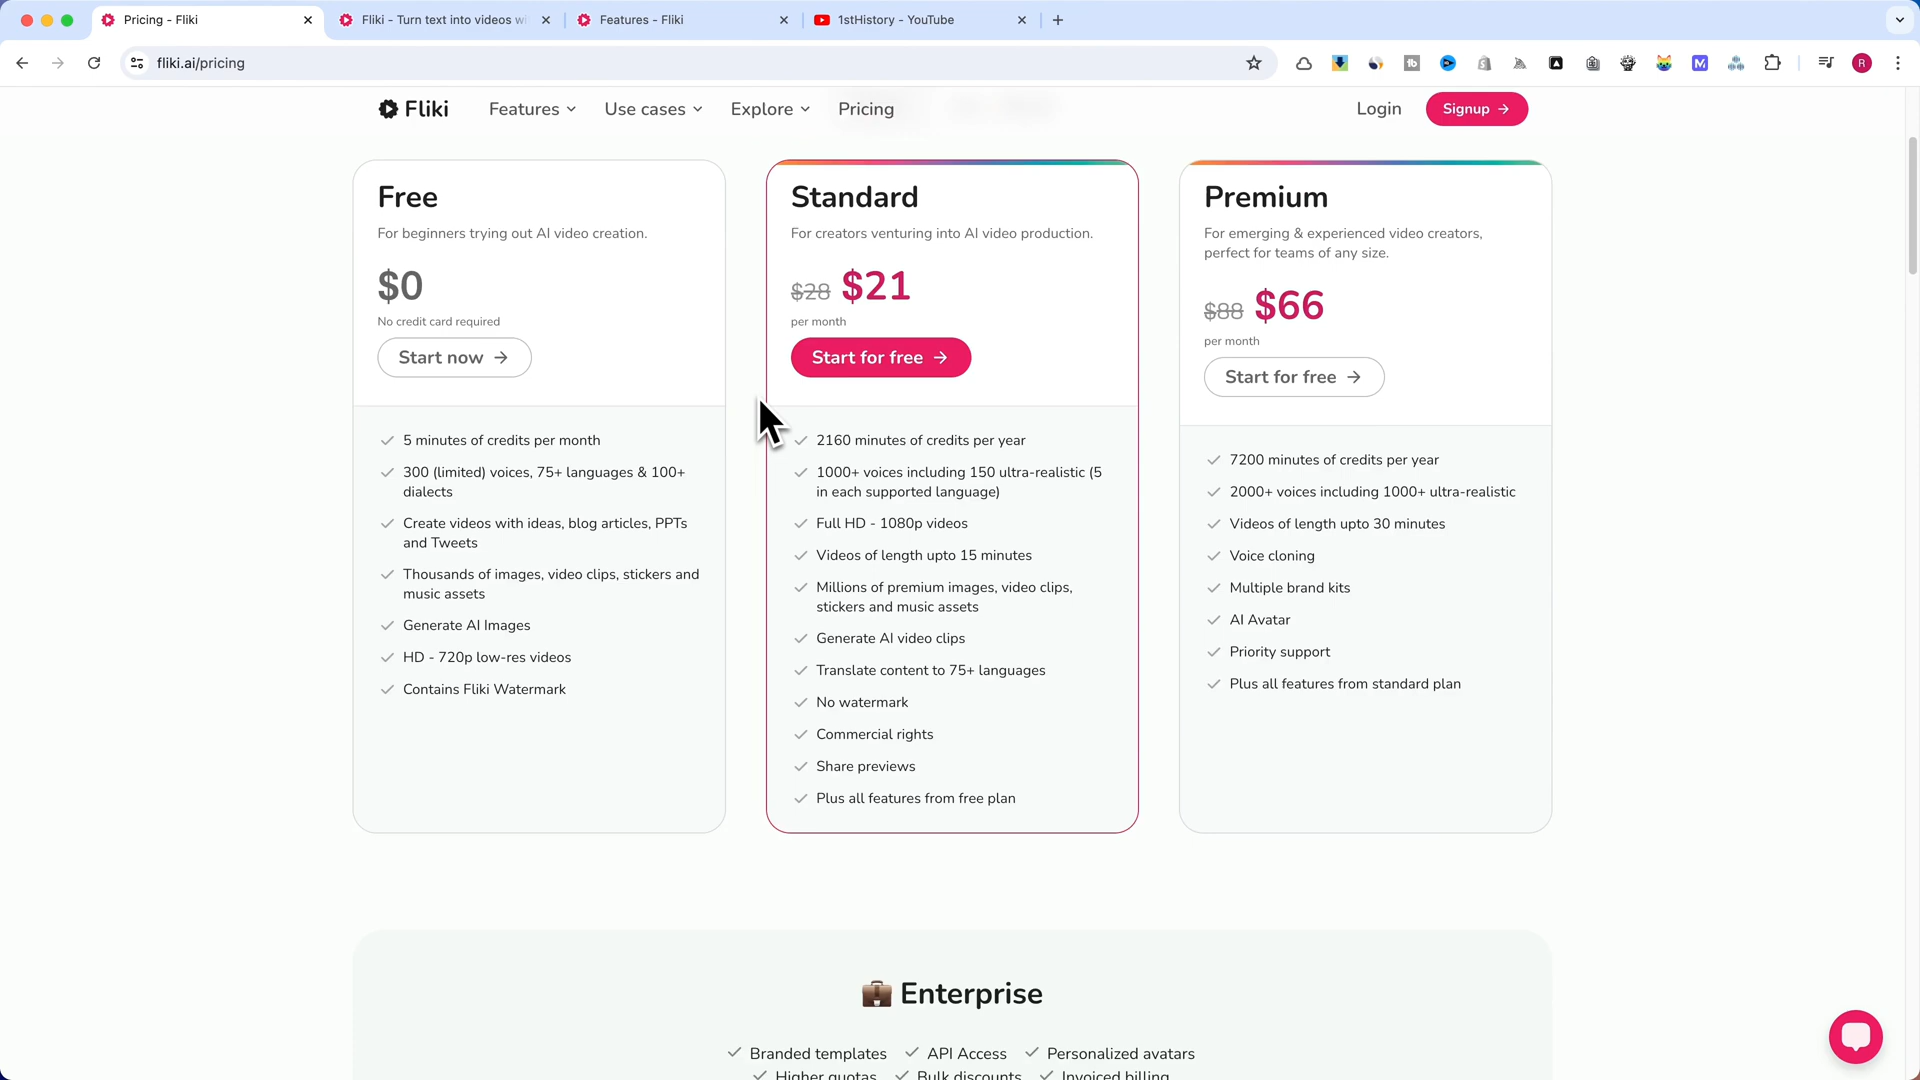 Pricing - Fliki
Fliki - Turn text into videos wi
Features - Fliki
1stHistory - YouTube
fliki.ai/pricing
R
Fliki
Features
Use cases
Explore
Pricing
Login
Signup →
Free
For beginners trying out AI video creation.
$0
No credit card required
Start now →
5 minutes of credits per month
300 (limited) voices, 75+ languages & 100+
dialects
Create videos with ideas, blog articles, PPTs
and Tweets
Thousands of images, video clips, stickers and
music assets
Generate AI Images
HD - 720p low-res videos
Contains Fliki Watermark
Standard
For creators venturing into AI video production.
$28 $21
per month
Start for free →
2160 minutes of credits per year
1000+ voices including 150 ultra-realistic (5
in each supported language)
Full HD - 1080p videos
Videos of length upto 15 minutes
Millions of premium images, video clips,
stickers and music assets
Generate AI video clips
Translate content to 75+ languages
No watermark
Commercial rights
Share previews
Plus all features from free plan
Premium
For emerging & experienced video creators,
perfect for teams of any size.
$88 $66
per month
Start for free →
7200 minutes of credits per year
2000+ voices including 1000+ ultra-realistic
Videos of length upto 30 minutes
Voice cloning
Multiple brand kits
AI Avatar
Priority support
Plus all features from standard plan
Enterprise
Branded templates API Access Personalized avatars
Higher quotas Bulk discounts Invoiced billing